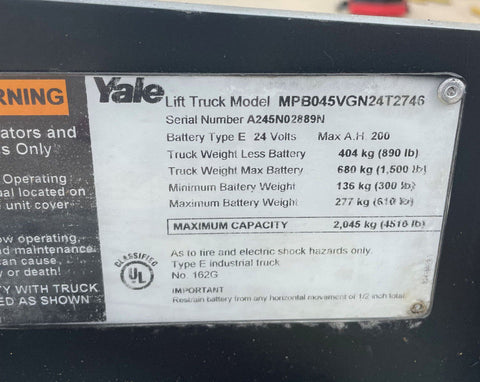 RNING
ators and
s Only
Operating
ual located on
unit cover
ow operating,
nd maintenance
can cause
y or death!
Y WITH TRUCK
ED AS SHOWN
Yale Lift Truck Model MPB045VGN24T2746
Serial Number A245N02889N
Battery Type E 24 Volts Max A.H. 200
Truck Weight Less Battery 404 kg (890 lb)
Truck Weight Max Battery 680 kg (1,500 lb)
Minimum Battery Weight 136 kg (300 lb)
Maximum Battery Weight 277 kg (610 lb)
MAXIMUM CAPACITY 2,045 kg (4510 lb)
CLASSIFIED
UL
As to fire and electric shock hazards only.
Type E industrial truck
No. 162G
IMPORTANT
Restrain battery from any horizontal movement of 1/2 inch total.